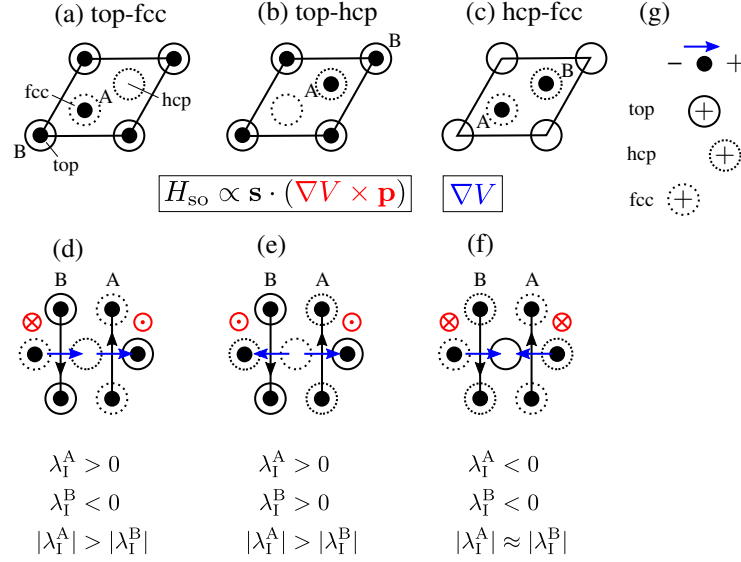 (a) top-fcc
(b) top-hcp
(c) hcp-fcc
(g)
fcc
A
hcp
B
top
B
A
B
A
− +
top +
hcp +
fcc +
H_so ∝ s · (∇V × p)
∇V
(d)
(e)
(f)
B A
B A
B A
λ_I^A > 0
λ_I^B < 0
|λ_I^A| > |λ_I^B|
λ_I^A > 0
λ_I^B > 0
|λ_I^A| > |λ_I^B|
λ_I^A < 0
λ_I^B < 0
|λ_I^A| ≈ |λ_I^B|